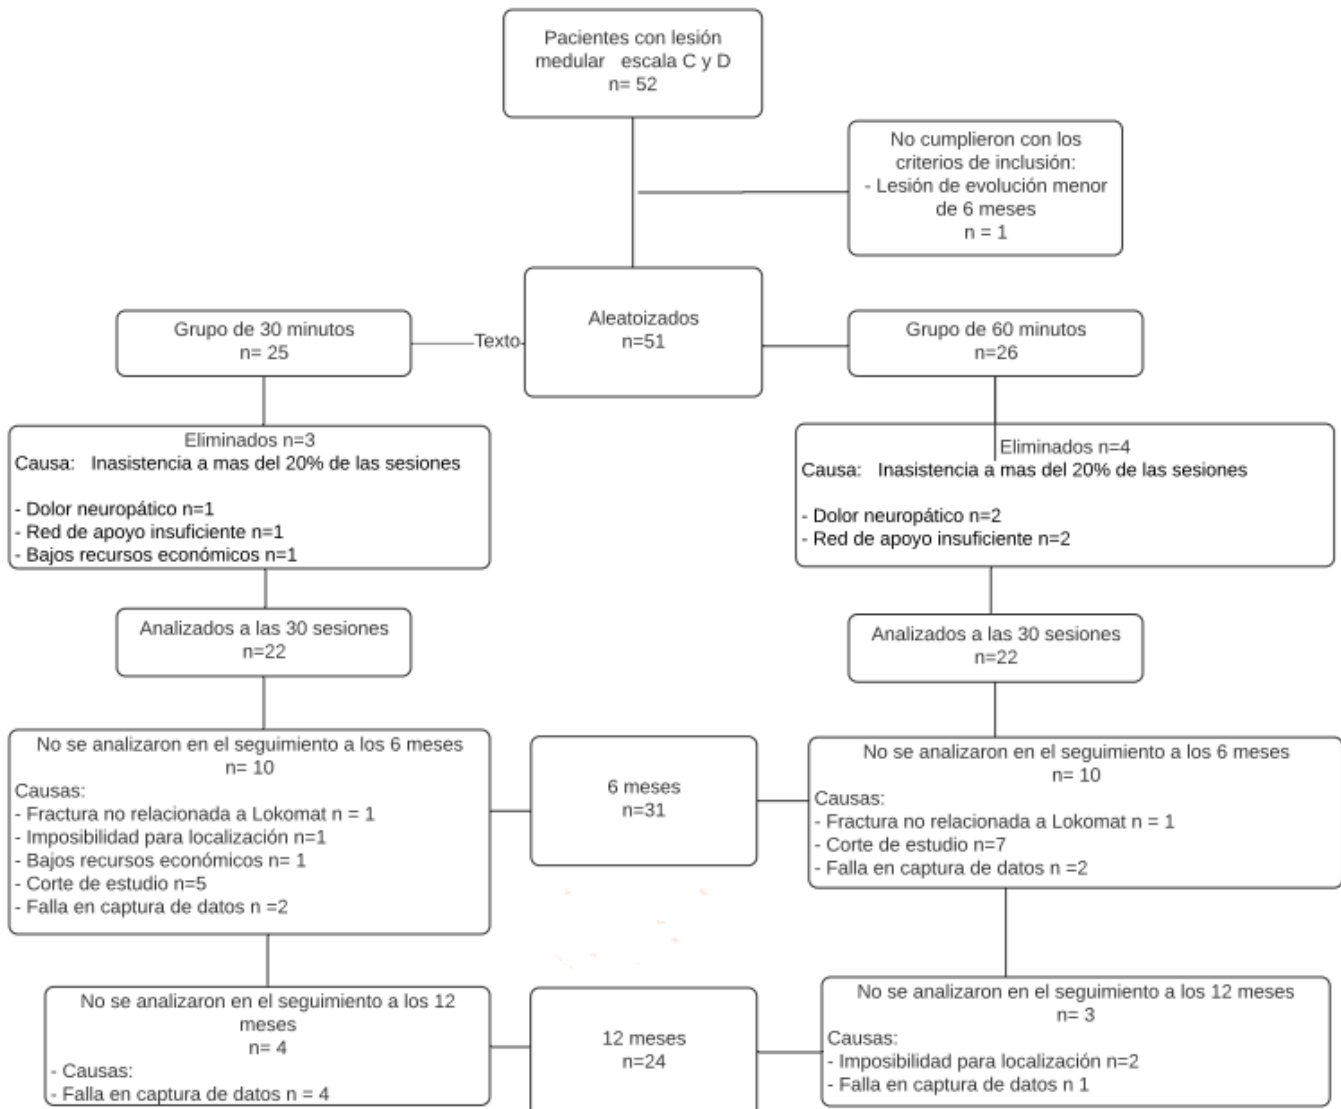 Pacientes con lesión
medular escala C y D
n= 52
No cumplieron con los
criterios de inclusión:
- Lesión de evolución menor
de 6 meses
n = 1
Aleatoizados
n=51
Grupo de 30 minutos
n= 25
Texto
Grupo de 60 minutos
n=26
Eliminados n=3
Causa: Inasistencia a mas del 20% de las sesiones
- Dolor neuropático n=1
- Red de apoyo insuficiente n=1
- Bajos recursos económicos n=1
Eliminados n=4
Causa: Inasistencia a mas del 20% de las sesiones
- Dolor neuropático n=2
- Red de apoyo insuficiente n=2
Analizados a las 30 sesiones
n=22
Analizados a las 30 sesiones
n=22
No se analizaron en el seguimiento a los 6 meses
n= 10
Causas:
- Fractura no relacionada a Lokomat n = 1
- Imposibilidad para localización n=1
- Bajos recursos económicos n= 1
- Corte de estudio n=5
- Falla en captura de datos n =2
6 meses
n=31
No se analizaron en el seguimiento a los 6 meses
n= 10
Causas:
- Fractura no relacionada a Lokomat n = 1
- Corte de estudio n=7
- Falla en captura de datos n =2
No se analizaron en el seguimiento a los 12
meses
n= 4
- Causas:
- Falla en captura de datos n = 4
12 meses
n=24
No se analizaron en el seguimiento a los 12 meses
n= 3
Causas:
- Imposibilidad para localización n=2
- Falla en captura de datos n 1